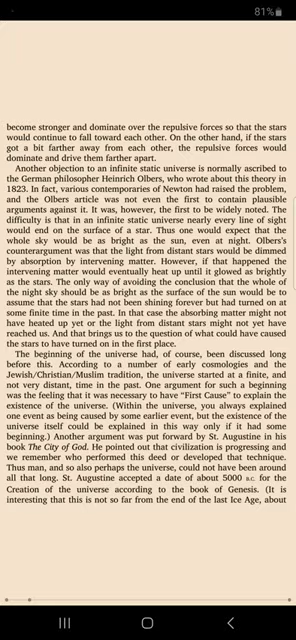 81%
become stronger and dominate over the repulsive forces so that the stars
would continue to fall toward each other. On the other hand, if the stars
got a bit farther away from each other, the repulsive forces would
dominate and drive them farther apart.
Another objection to an infinite static universe is normally ascribed to
the German philosopher Heinrich Olbers, who wrote about this theory in
1823. In fact, various contemporaries of Newton had raised the problem,
and the Olbers article was not even the first to contain plausible
arguments against it. It was, however, the first to be widely noted. The
difficulty is that in an infinite static universe nearly every line of sight
would end on the surface of a star. Thus one would expect that the
whole sky would be as bright as the sun, even at night. Olbers's
counterargument was that the light from distant stars would be dimmed
by absorption by intervening matter. However, if that happened the
intervening matter would eventually heat up until it glowed as brightly
as the stars. The only way of avoiding the conclusion that the whole of
the night sky should be as bright as the surface of the sun would be to
assume that the stars had not been shining forever but had turned on at
some finite time in the past. In that case the absorbing matter might not
have heated up yet or the light from distant stars might not yet have
reached us. And that brings us to the question of what could have caused
the stars to have turned on in the first place.
The beginning of the universe had, of course, been discussed long
before this. According to a number of early cosmologies and the
Jewish/Christian/Muslim tradition, the universe started at a finite, and
not very distant, time in the past. One argument for such a beginning
was the feeling that it was necessary to have “First Cause” to explain the
existence of the universe. (Within the universe, you always explained
one event as being caused by some earlier event, but the existence of the
universe itself could be explained in this way only if it had some
beginning.) Another argument was put forward by St. Augustine in his
book The City of God. He pointed out that civilization is progressing and
we remember who performed this deed or developed that technique.
Thus man, and so also perhaps the universe, could not have been around
all that long. St. Augustine accepted a date of about 5000 B.C. for the
Creation of the universe according to the book of Genesis. (It is
interesting that this is not so far from the end of the last Ice Age, about